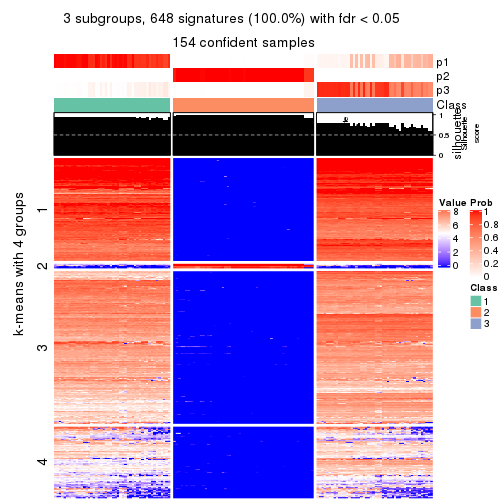 3 subgroups, 648 signatures (100.0%) with fdr < 0.05
154 confident samples
p1
p2
p3
Class
1
0.5
0
silhouette
Silhouette
score
k-means with 4 groups
1
2
3
4
Value
8
6
4
2
0
Prob
1
0.8
0.6
0.4
0.2
0
Class
1
2
3